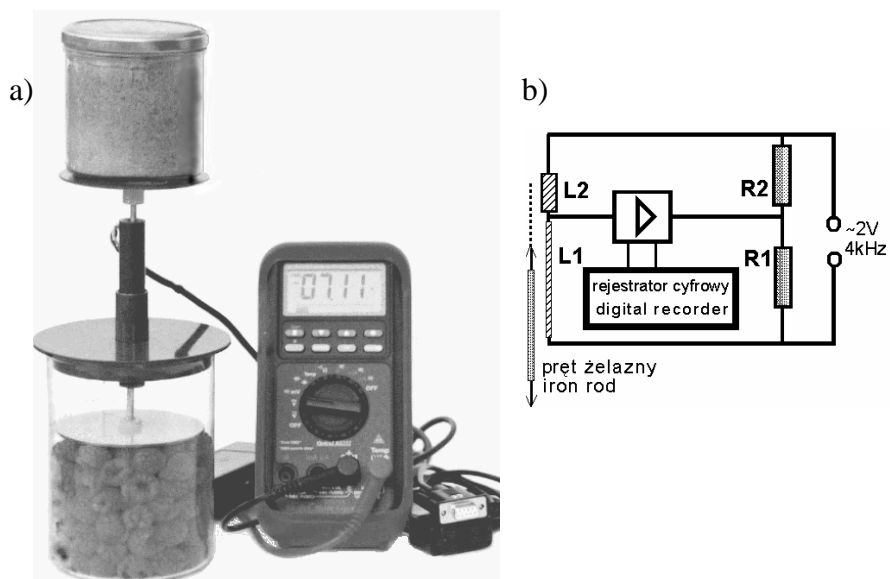 a)
07.11
OFF
b)
L2
R2
~2V
4kHz
L1
R1
rejestrator cyfrowy
digital recorder
pręt żelazny
iron rod